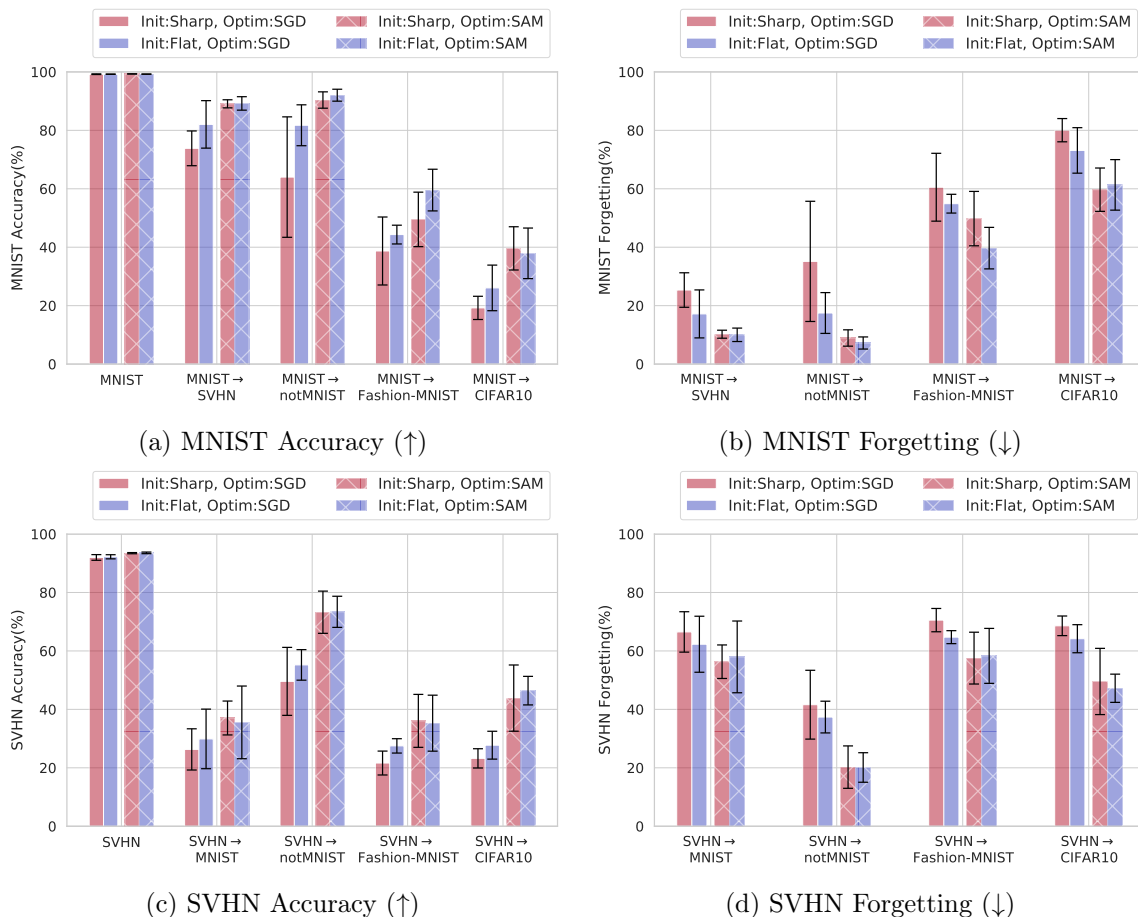 Init:Sharp, Optim:SGD
Init:Sharp, Optim:SAM
Init:Flat, Optim:SGD
Init:Flat, Optim:SAM
MNIST Accuracy(%)
100
80
60
40
20
0
MNIST
MNIST→
SVHN
MNIST→
notMNIST
MNIST→
Fashion-MNIST
MNIST→
CIFAR10
(a) MNIST Accuracy (↑)
Init:Sharp, Optim:SGD
Init:Sharp, Optim:SAM
Init:Flat, Optim:SGD
Init:Flat, Optim:SAM
MNIST Forgetting(%)
100
80
60
40
20
0
MNIST→
SVHN
MNIST→
notMNIST
MNIST→
Fashion-MNIST
MNIST→
CIFAR10
(b) MNIST Forgetting (↓)
Init:Sharp, Optim:SGD
Init:Sharp, Optim:SAM
Init:Flat, Optim:SGD
Init:Flat, Optim:SAM
SVHN Accuracy(%)
100
80
60
40
20
0
SVHN
SVHN→
MNIST
SVHN→
notMNIST
SVHN→
Fashion-MNIST
SVHN→
CIFAR10
(c) SVHN Accuracy (↑)
Init:Sharp, Optim:SGD
Init:Sharp, Optim:SAM
Init:Flat, Optim:SGD
Init:Flat, Optim:SAM
SVHN Forgetting(%)
100
80
60
40
20
0
SVHN→
MNIST
SVHN→
notMNIST
SVHN→
Fashion-MNIST
SVHN→
CIFAR10
(d) SVHN Forgetting (↓)